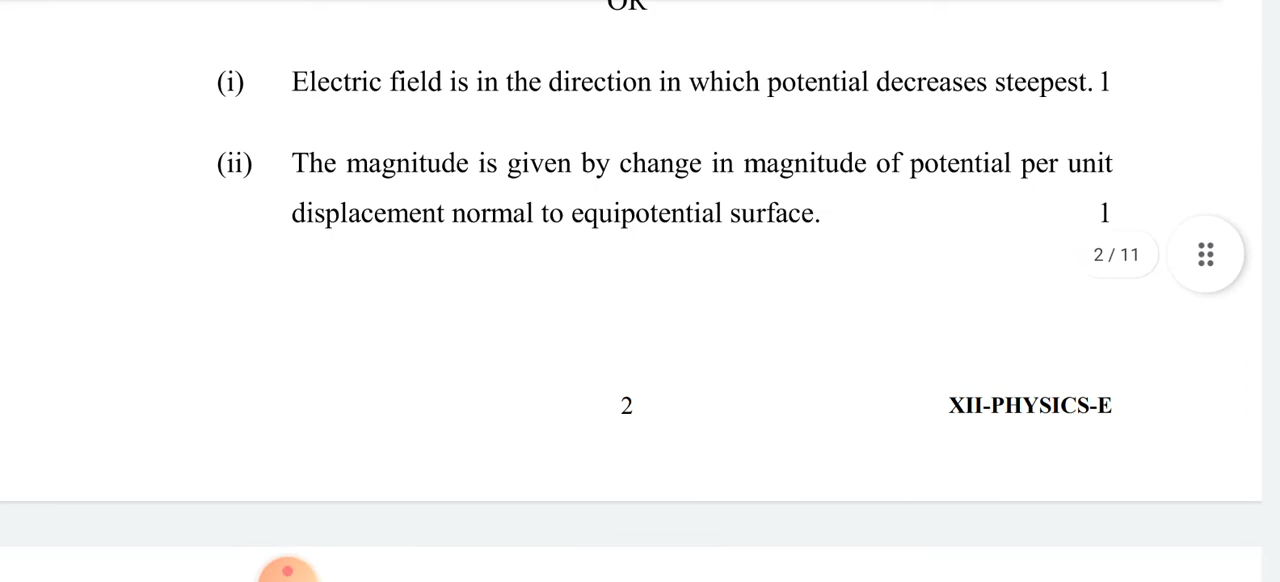 OR
(i) Electric field is in the direction in which potential decreases steepest. 1
(ii) The magnitude is given by change in magnitude of potential per unit
displacement normal to equipotential surface. 1
2 / 11
2 XII-PHYSICS-E